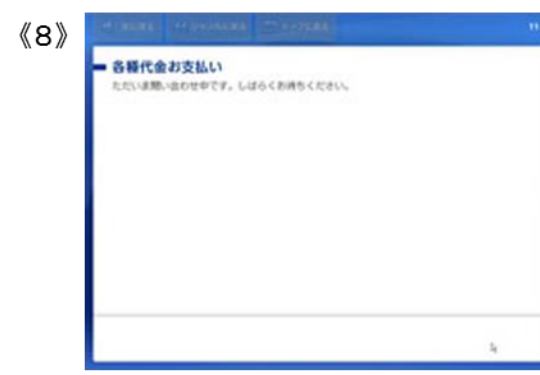 《8》
各種代金お支払い
ただいま問い合わせ中です。しばらくお待ちください。